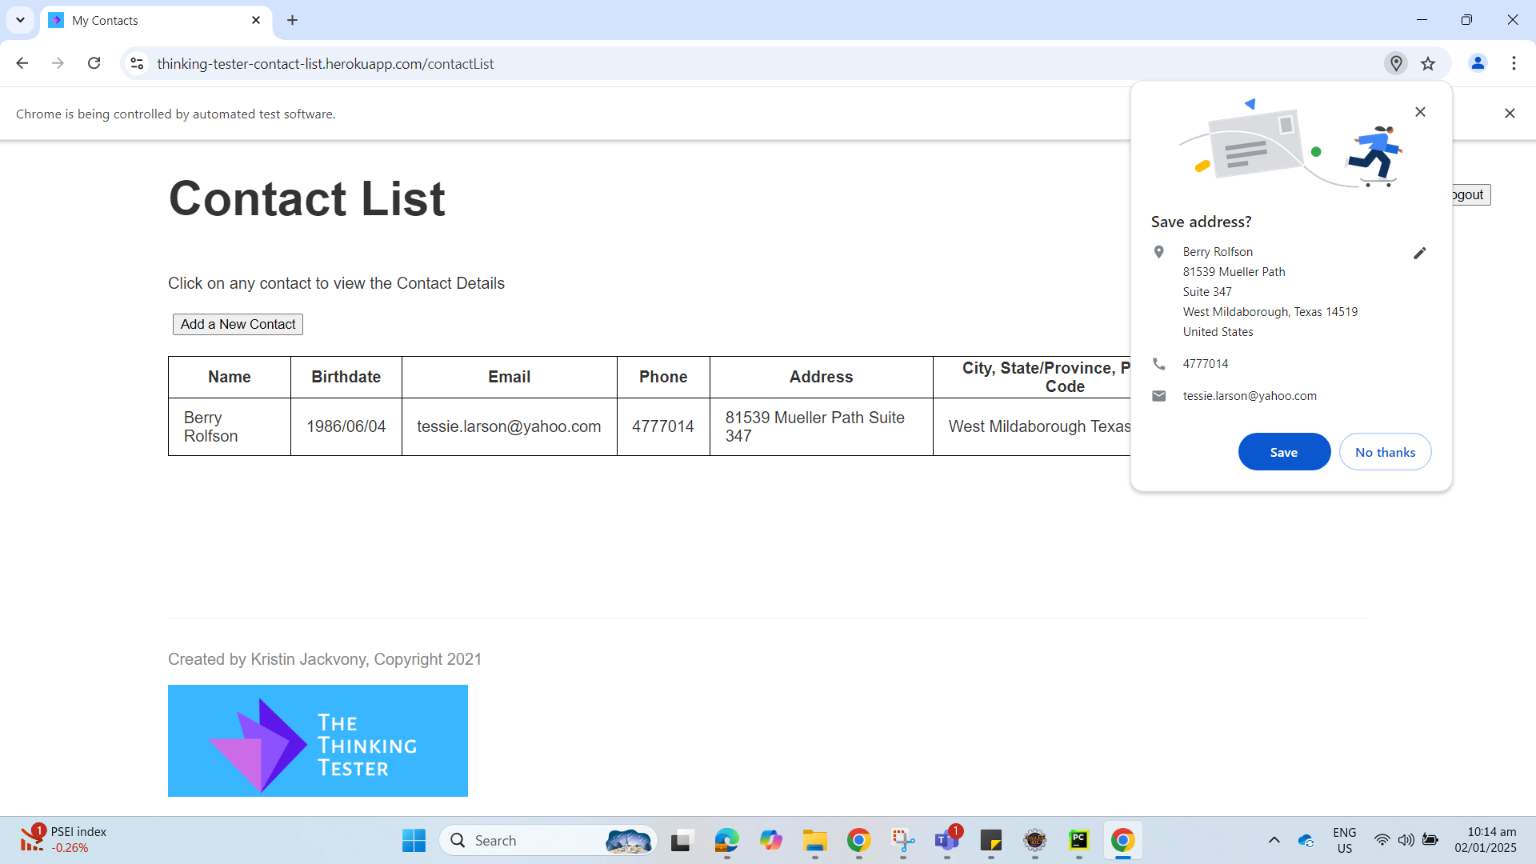 My Contacts
thinking-tester-contact-list.herokuapp.com/contactList
Chrome is being controlled by automated test software.
Contact List
ogout
Click on any contact to view the Contact Details
Add a New Contact
Name Birthdate Email Phone Address City, State/Province, P
Code
Berry
Rolfson
1986/06/04 tessie.larson@yahoo.com 4777014
81539 Mueller Path Suite
347
West Mildaborough Texas
Save address?
Berry Rolfson
81539 Mueller Path
Suite 347
West Mildaborough, Texas 14519
United States
4777014
tessie.larson@yahoo.com
Save No thanks
Created by Kristin Jackvony, Copyright 2021
THE
THINKING
TESTER
1
PSEI index
-0.26%
Search
1
PC
ENG
US
10:14 am
02/01/2025